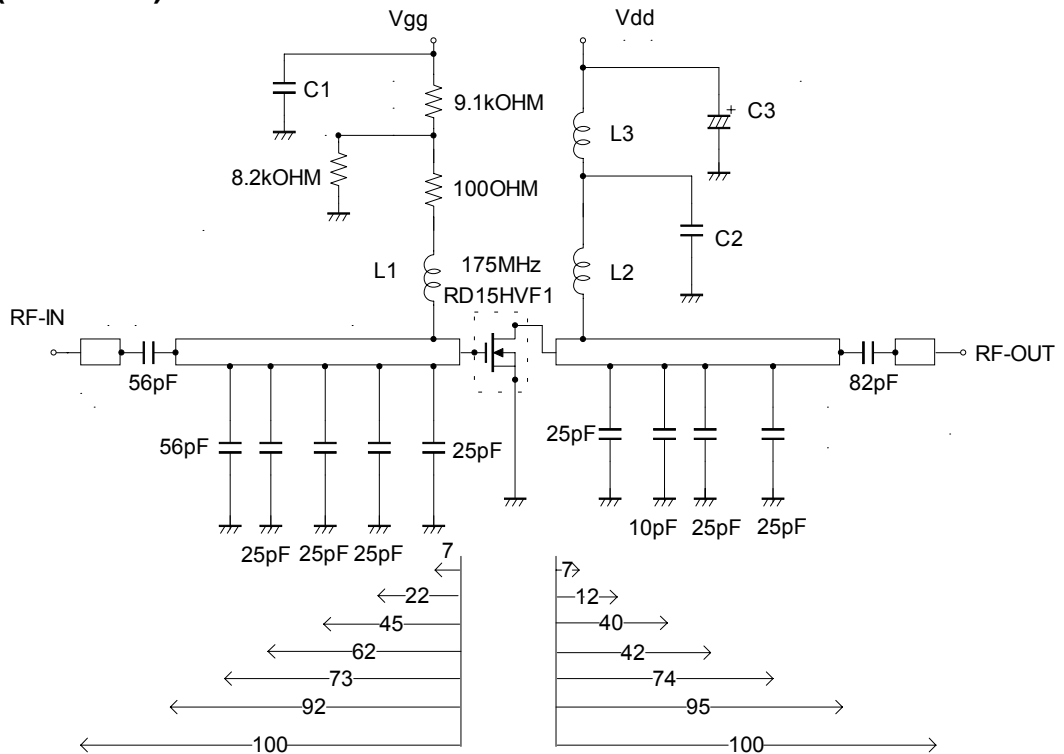 Vgg
Vdd
C1
9.1kOHM
L3
C3
+
8.2kOHM
100OHM
C2
L1
175MHz
L2
RD15HVF1
RF-IN
RF-OUT
56pF
82pF
56pF
25pF
25pF
25pF 25pF 25pF
10pF 25pF 25pF
7
7
22
12
45
40
62
42
73
74
92
95
100
100